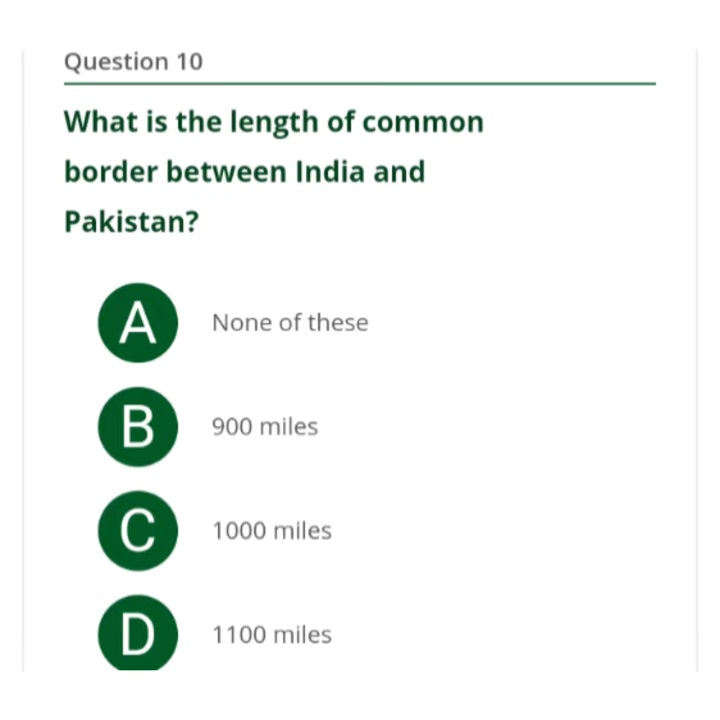 Question 10
What is the length of common
border between India and
Pakistan?
A None of these
B 900 miles
C 1000 miles
D 1100 miles